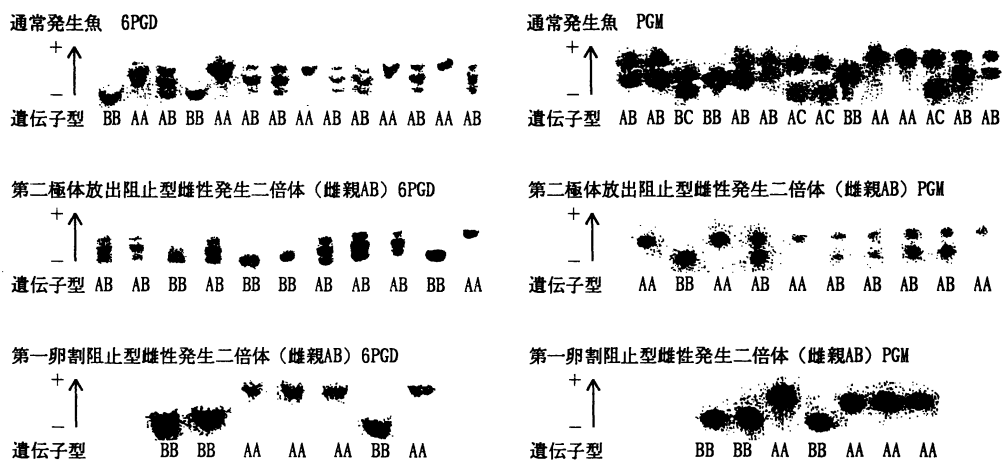 通常発生魚 6PGD
+
−
遺伝子型 BB AA AB BB AA AB AB AA AB AB AA AB AA AB
通常発生魚 PGM
+
−
遺伝子型 AB AB BC BB AB AB AC AC BB AA AA AC AB AB
第二極体放出阻止型雌性発生二倍体（雌親AB）6PGD
+
−
遺伝子型 AB AB BB AB BB BB AB AB AB BB AA
第二極体放出阻止型雌性発生二倍体（雌親AB）PGM
+
−
遺伝子型 AA BB AA AB AA AB AB AB AB AA
第一卵割阻止型雌性発生二倍体（雌親AB）6PGD
+
−
遺伝子型 BB BB AA AA AA BB AA
第一卵割阻止型雌性発生二倍体（雌親AB）PGM
+
−
遺伝子型 BB BB AA BB AA AA AA